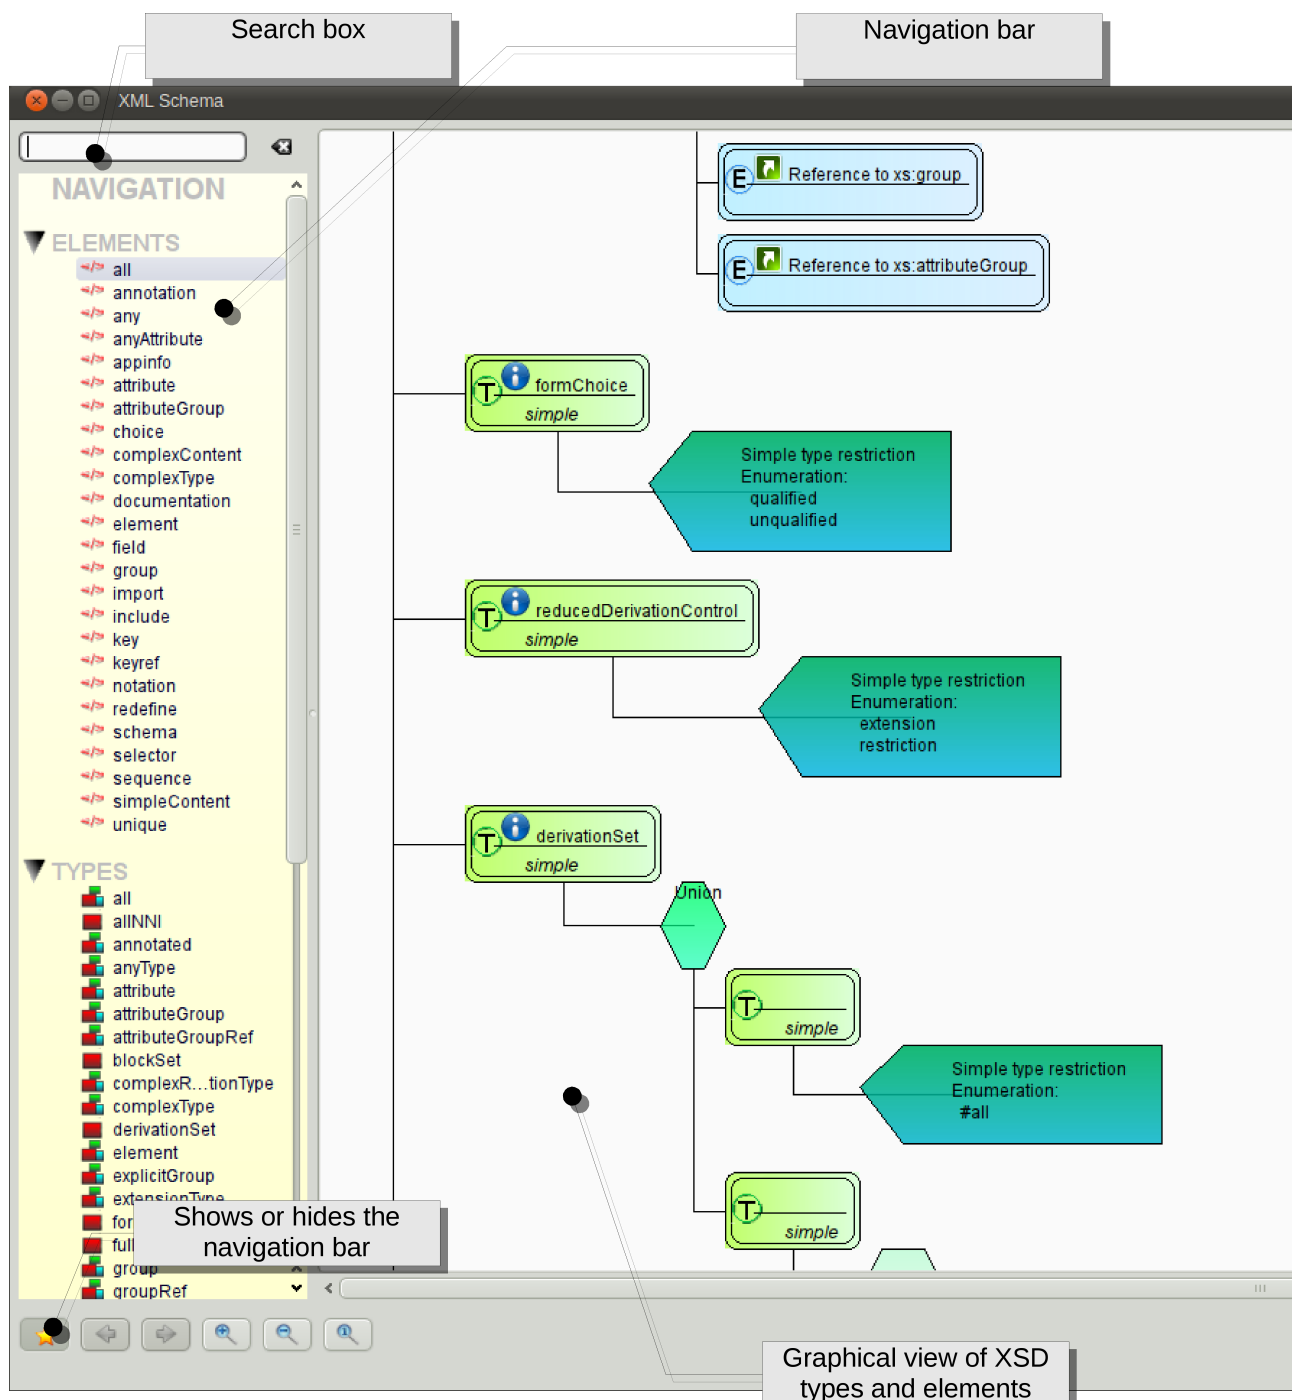 Search box
Navigation bar
XML Schema
NAVIGATION
ELEMENTS
all
annotation
any
anyAttribute
appinfo
attribute
attributeGroup
choice
complexContent
complexType
documentation
element
field
group
import
include
key
keyref
notation
redefine
schema
selector
sequence
simpleContent
unique
TYPES
all
allNNI
annotated
anyType
attribute
attributeGroup
attributeGroupRef
blockSet
complexR...tionType
complexType
derivationSet
element
explicitGroup
extensionType
for
full
group
groupRef
Shows or hides the
navigation bar
E Reference to xs:group
E Reference to xs:attributeGroup
T i formChoice
simple
Simple type restriction
Enumeration:
qualified
unqualified
T i reducedDerivationControl
simple
Simple type restriction
Enumeration:
extension
restriction
T i derivationSet
simple
Union
T
simple
Simple type restriction
Enumeration:
#all
T
simple
Graphical view of XSD
types and elements